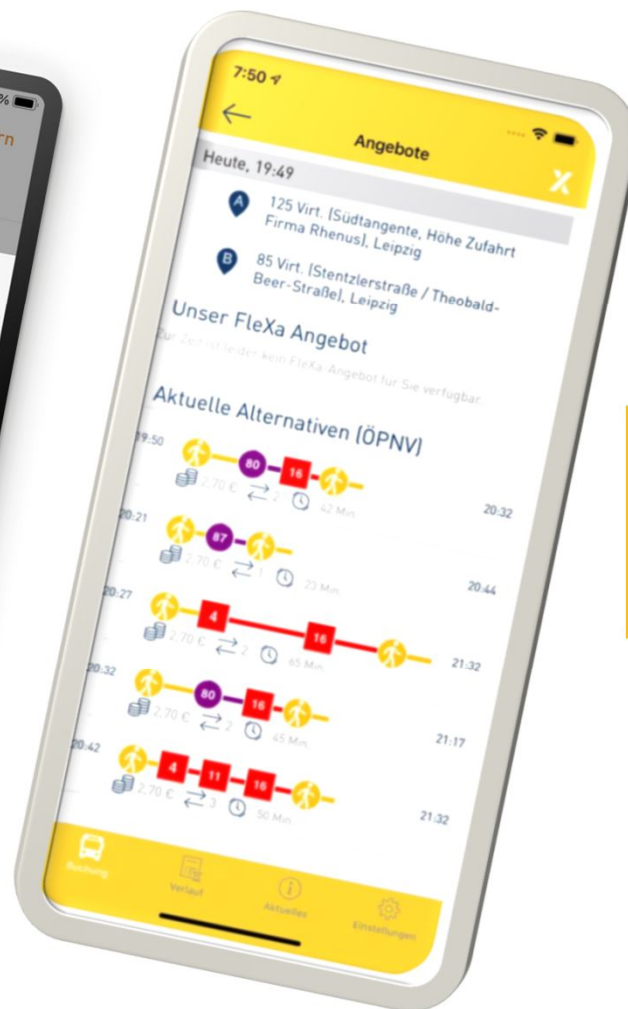 %
rn
7:50
Angebote
Heute, 19:49
A
125 Virt. (Südtangente, Höhe Zufahrt
Firma Rhenus), Leipzig
B
85 Virt. (Stentzlerstraße / Theobald-
Beer-Straße), Leipzig
Unser FleXa Angebot
Zur Zeit ist leider kein FleXa-Angebot für Sie verfügbar.
Aktuelle Alternativen (ÖPNV)
19:50 80 16 20:32
2,70 € 2 42 Min.
20:21 87 20:44
2,70 € 1 23 Min.
20:27 4 16 21:32
2,70 € 2 65 Min.
20:32 80 16 21:17
2,70 € 2 45 Min.
20:42 4 11 16 21:32
2,70 € 3 50 Min.
Buchung Verlauf Aktuelles Einstellungen